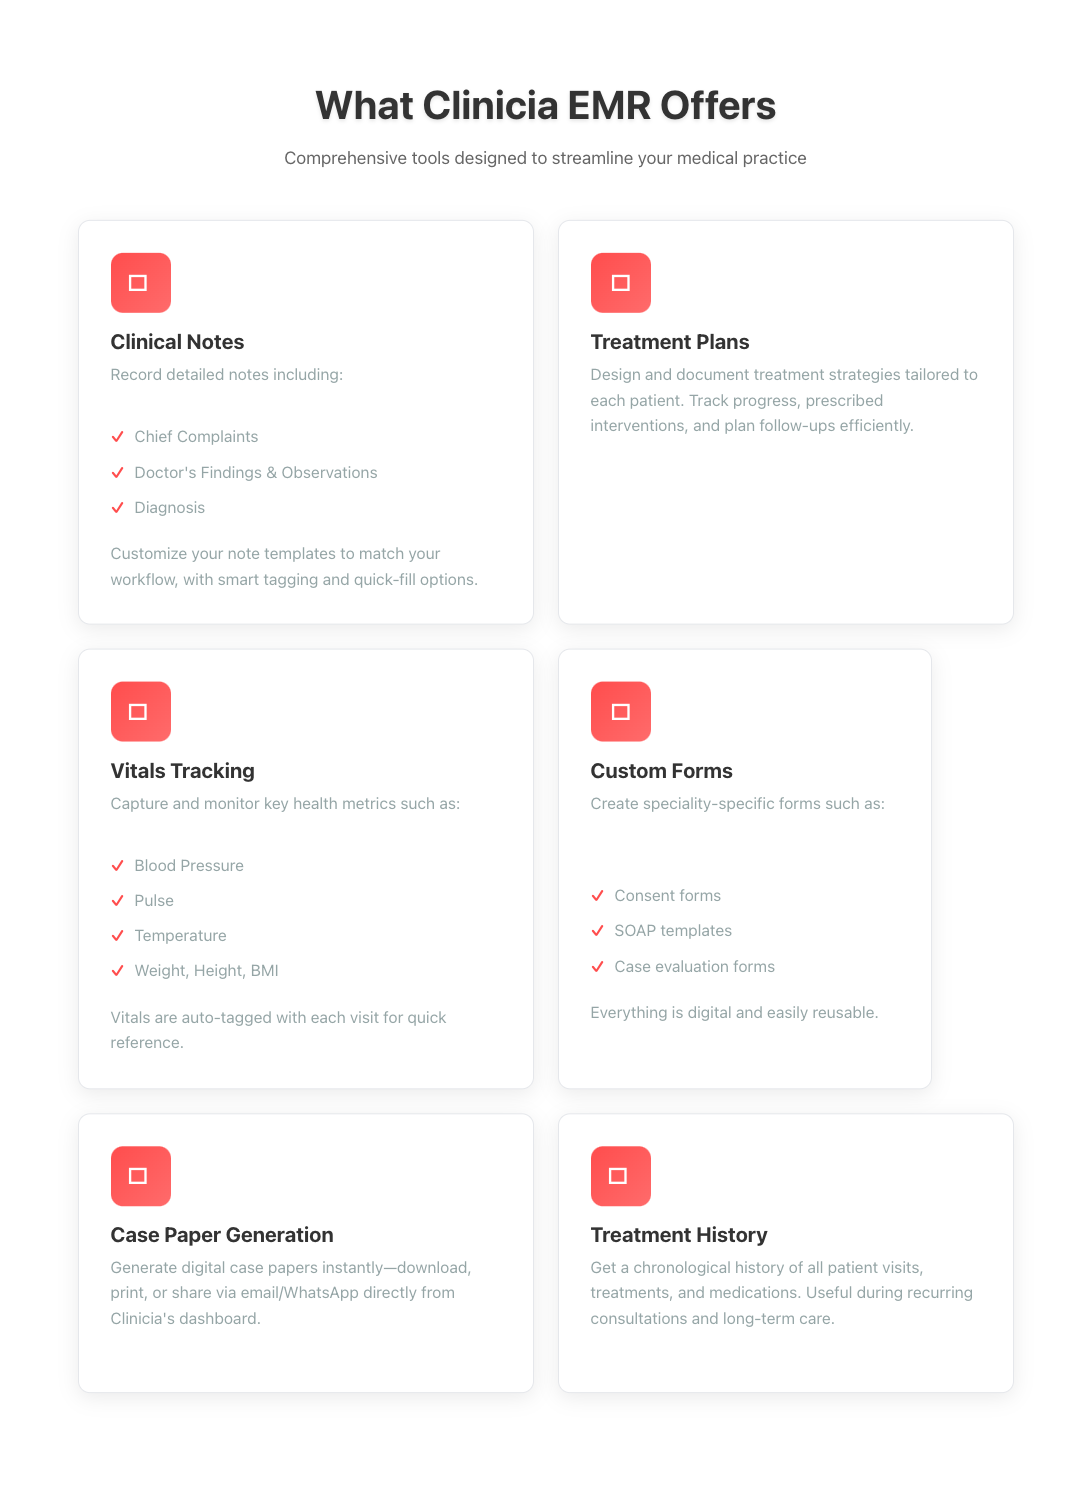 What Clinicia EMR Offers
Comprehensive tools designed to streamline your medical practice
Clinical Notes
Record detailed notes including:
Chief Complaints
Doctor's Findings & Observations
Diagnosis
Customize your note templates to match your
workflow, with smart tagging and quick-fill options.
Treatment Plans
Design and document treatment strategies tailored to
each patient. Track progress, prescribed
interventions, and plan follow-ups efficiently.
Vitals Tracking
Capture and monitor key health metrics such as:
Blood Pressure
Pulse
Temperature
Weight, Height, BMI
Vitals are auto-tagged with each visit for quick
reference.
Custom Forms
Create speciality-specific forms such as:
Consent forms
SOAP templates
Case evaluation forms
Everything is digital and easily reusable.
Case Paper Generation
Generate digital case papers instantly—download,
print, or share via email/WhatsApp directly from
Clinicia's dashboard.
Treatment History
Get a chronological history of all patient visits,
treatments, and medications. Useful during recurring
consultations and long-term care.